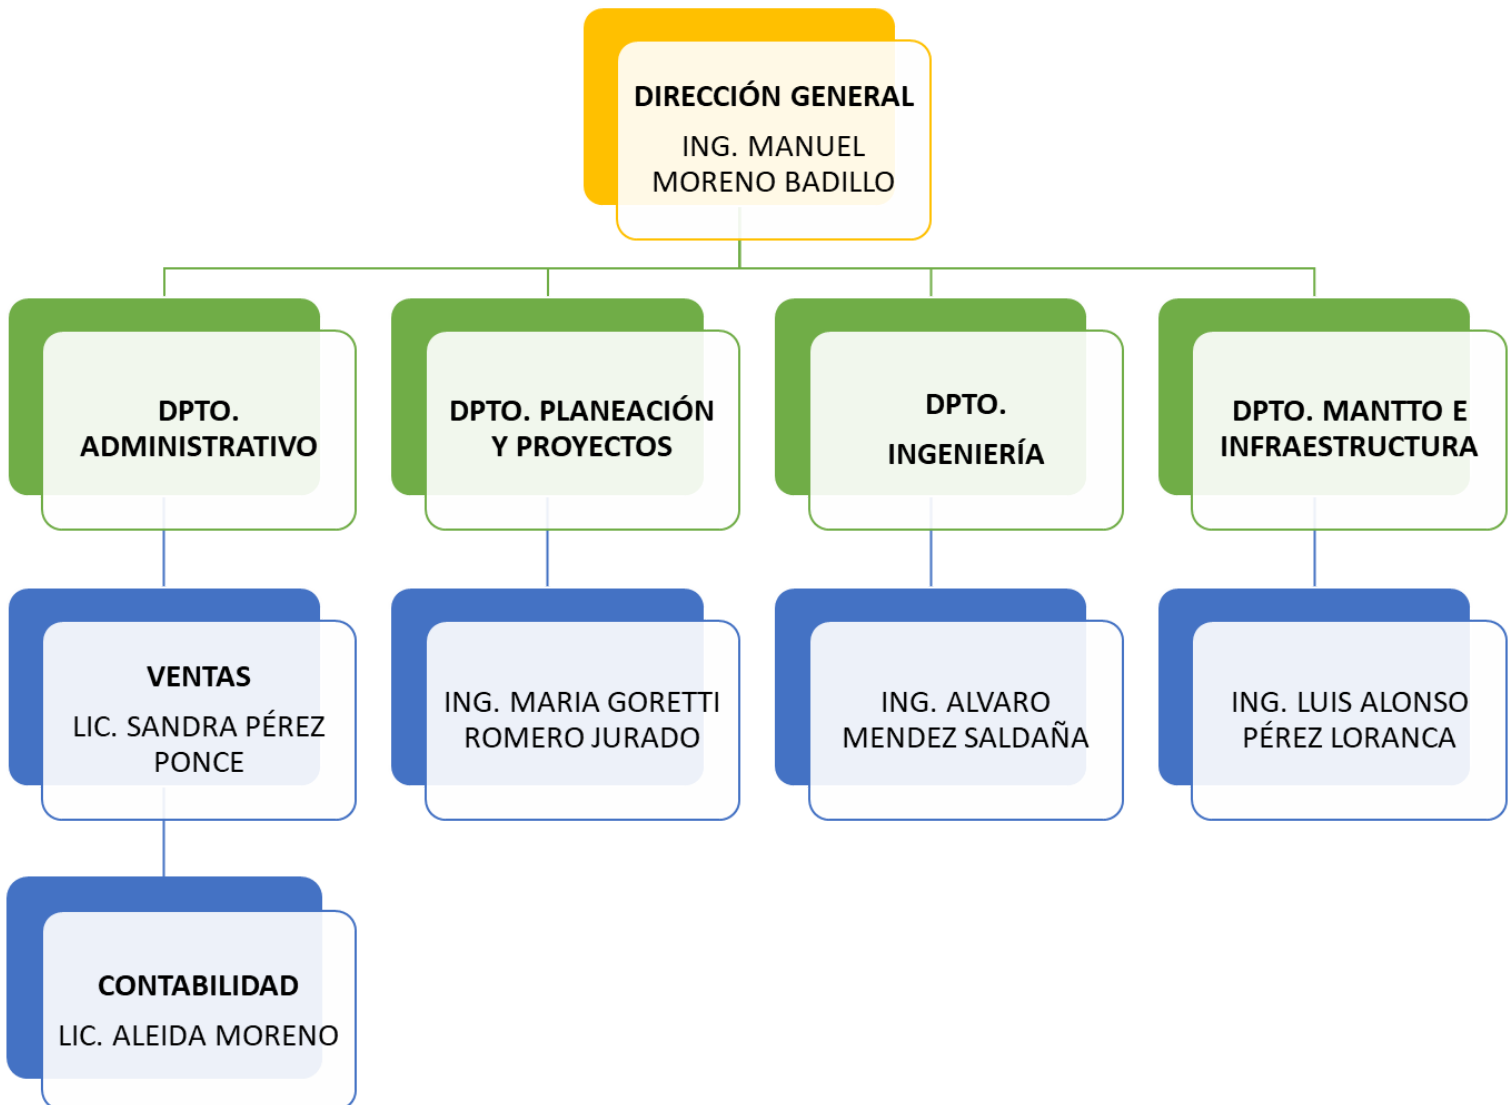 DIRECCIÓN GENERAL
ING. MANUEL
MORENO BADILLO
DPTO.
ADMINISTRATIVO
DPTO. PLANEACIÓN
Y PROYECTOS
DPTO.
INGENIERÍA
DPTO. MANTTO E
INFRAESTRUCTURA
VENTAS
LIC. SANDRA PÉREZ
PONCE
ING. MARIA GORETTI
ROMERO JURADO
ING. ALVARO
MENDEZ SALDAÑA
ING. LUIS ALONSO
PÉREZ LORANCA
CONTABILIDAD
LIC. ALEIDA MORENO